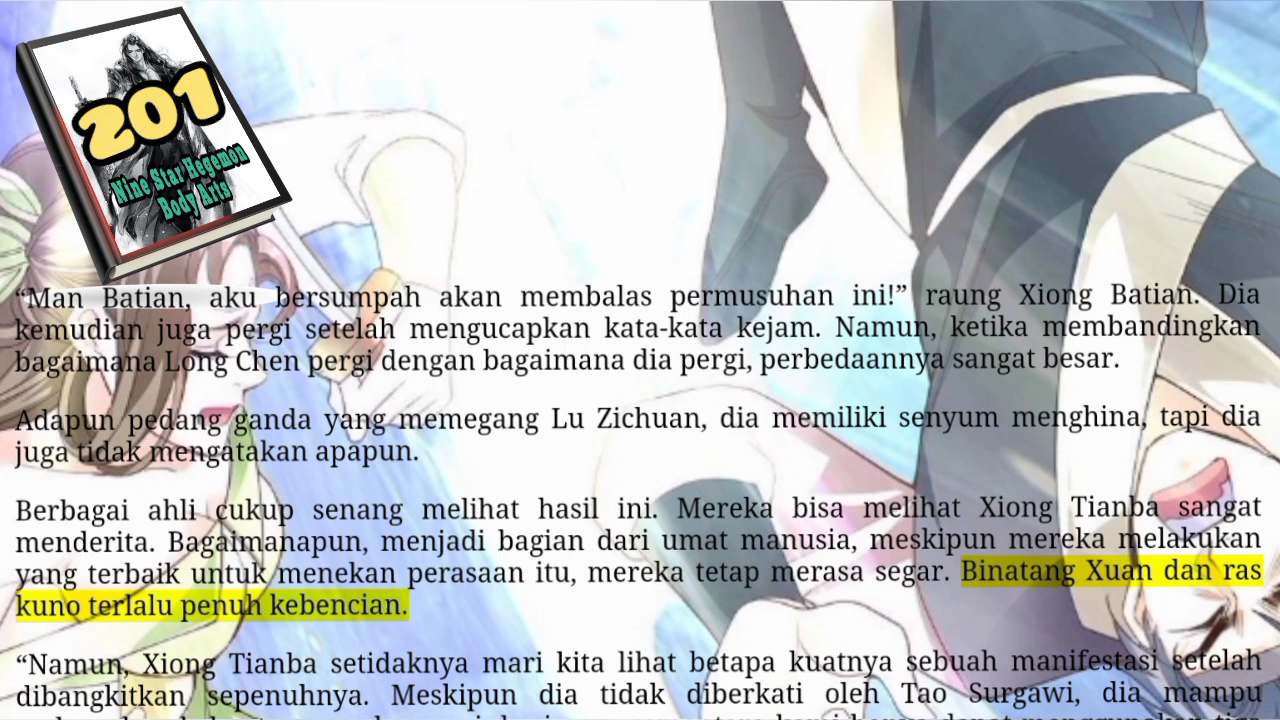 201
Nine Star Hegemon
Body Arts
“Man Batian, aku bersumpah akan membalas permusuhan ini!” raung Xiong Batian. Dia
kemudian juga pergi setelah mengucapkan kata-kata kejam. Namun, ketika membandingkan
bagaimana Long Chen pergi dengan bagaimana dia pergi, perbedaannya sangat besar.
Adapun pedang ganda yang memegang Lu Zichuan, dia memiliki senyum menghina, tapi dia
juga tidak mengatakan apapun.
Berbagai ahli cukup senang melihat hasil ini. Mereka bisa melihat Xiong Tianba sangat
menderita. Bagaimanapun, menjadi bagian dari umat manusia, meskipun mereka melakukan
yang terbaik untuk menekan perasaan itu, mereka tetap merasa segar. Binatang Xuan dan ras
kuno terlalu penuh kebencian.
“Namun, Xiong Tianba setidaknya mari kita lihat betapa kuatnya sebuah manifestasi setelah
dibangkitkan sepenuhnya. Meskipun dia tidak diberkati oleh Tao Surgawi, dia mampu